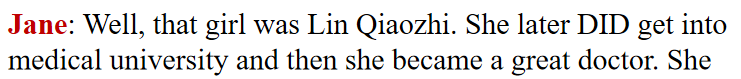 Jane: Well, that girl was Lin Qiaozhi. She later DID get into
medical university and then she became a great doctor. She